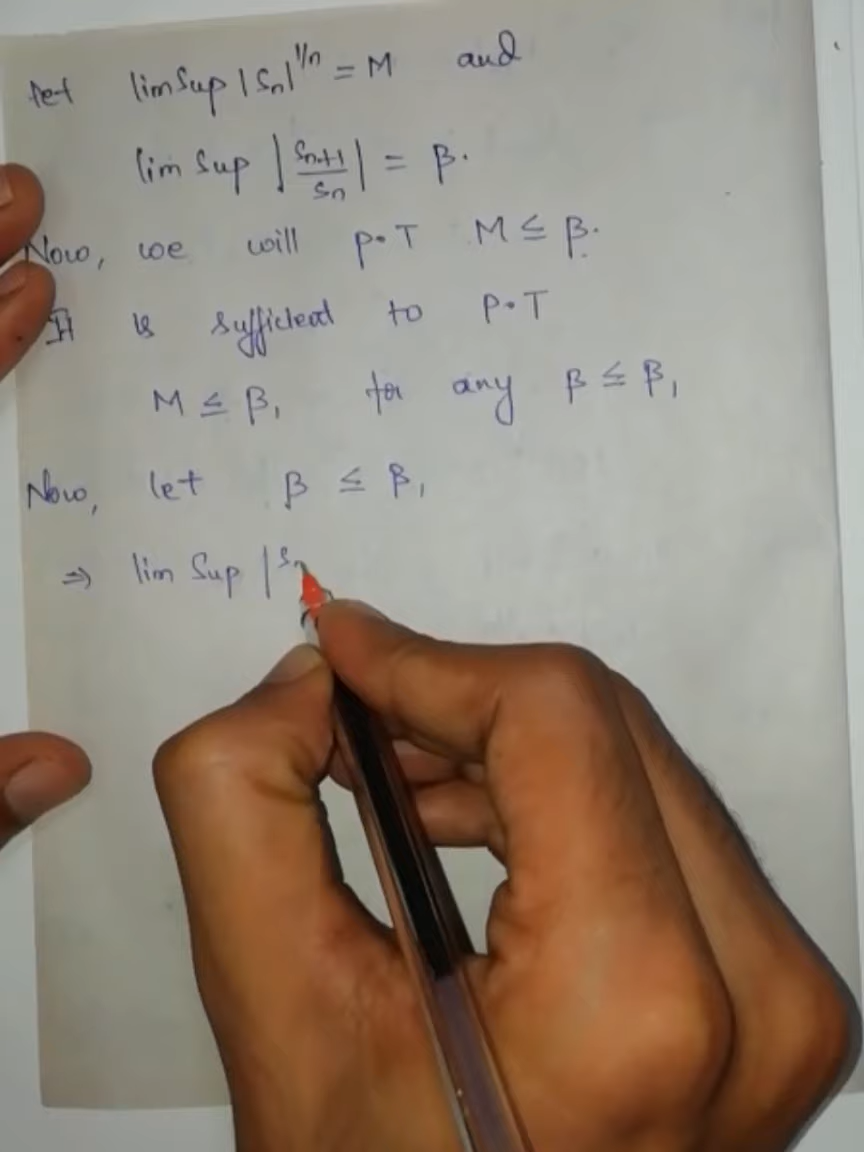 Let lim Sup |Sn|^1/n = M and
lim Sup |Sn+1/Sn| = β.
Now, we will P.T M ≤ β.
It is sufficient to P.T
M ≤ β1 for any β ≤ β1
Now, let β ≤ β1
⇒ lim Sup |Sn